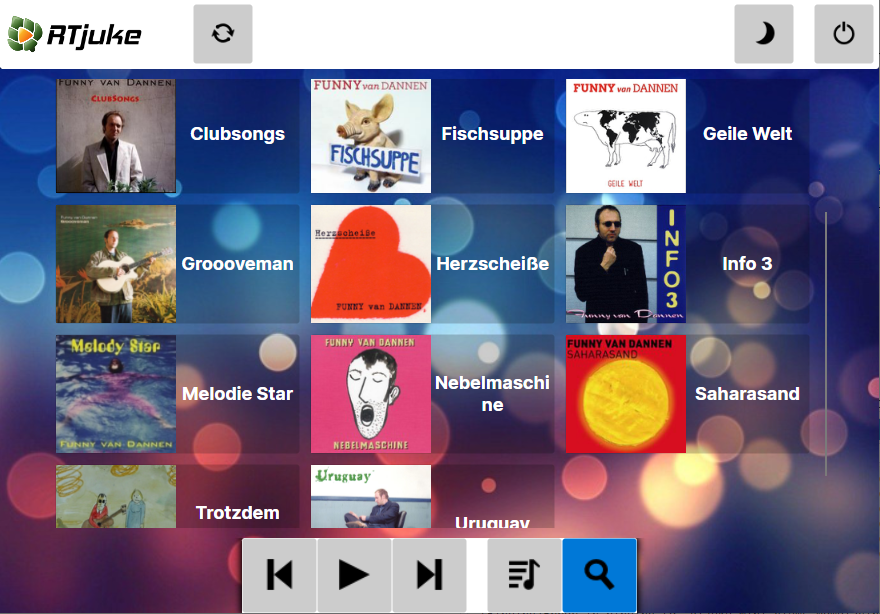 RTjuke
FUNNY VAN DANNEN
CLUBSONGS
Clubsongs
FUNNY van DANNEN
FISCHSUPPE
Fischsuppe
FUNNY van DANNEN
GEILE WELT
Geile Welt
Groooveman
Herzscheiße
FUNNY van DANNEN
Herzscheiße
INFO3
Funny van Dannen
Info 3
Melody Star
FUNNY VAN DANNEN
Melodie Star
FUNNY VAN DANNEN
NEBELMASCHINE
Nebelmaschi
ne
FUNNY VAN DANNEN
SAHARASAND
Saharasand
Trotzdem
Uruguay
Uruguay